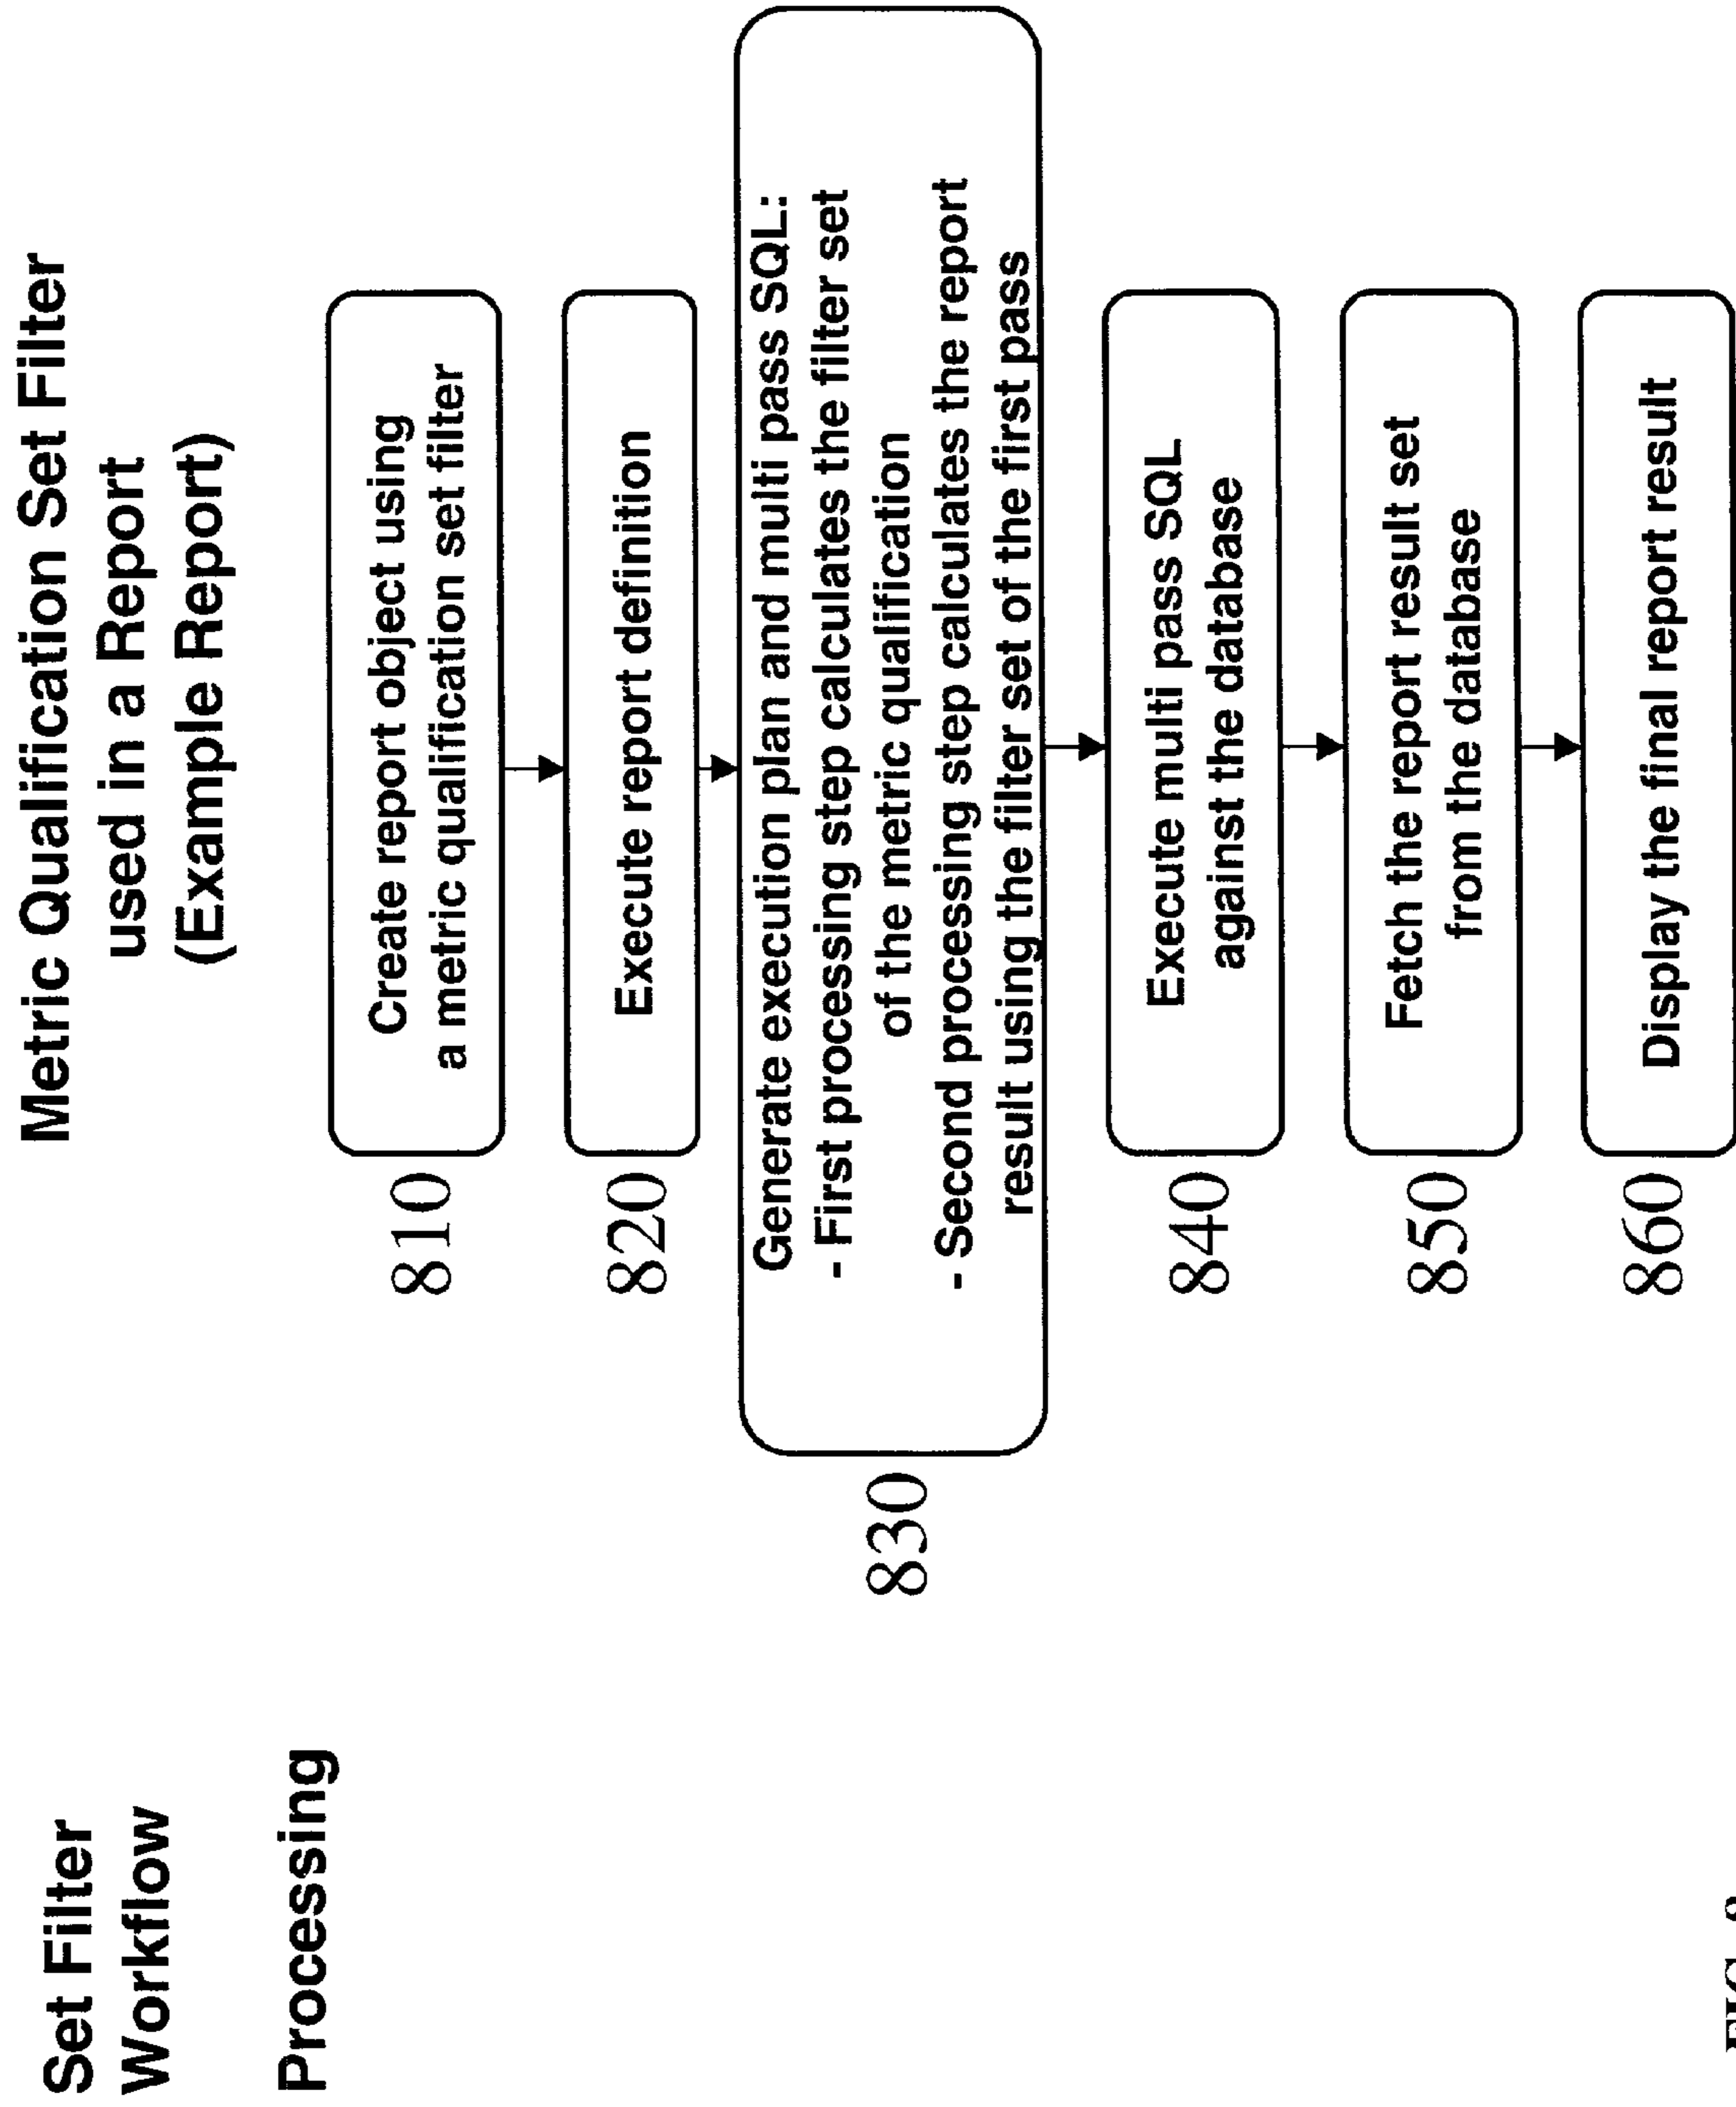 Set Filter
Workflow
Processing
Metric Qualification Set Filter
used in a Report
(Example Report)
810
Create report object using
a metric qualification set filter
820
Execute report definition
830
Generate execution plan and multi pass SQL:
- First processing step calculates the filter set
of the metric qualification
- Second processing step calculates the report
result using the filter set of the first pass
840
Execute multi pass SQL
against the database
850
Fetch the report result set
from the database
860
Display the final report result